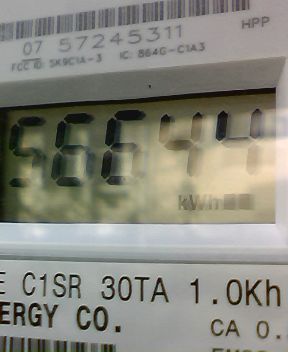 07 57245311 HPP
FCC ID: SK9C1A-3 IC: 864G-C1A3
56644
kWh
E C1SR 30TA 1.0Kh
ERGY CO. CA 0.